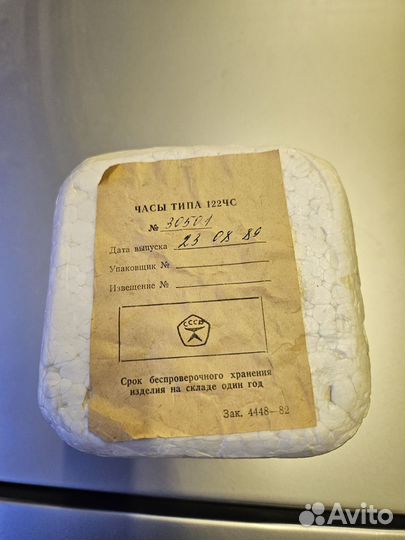 ЧАСЫ ТИПА 122ЧС
№ 30501
Дата выпуска 23 08 89
Упаковщик №
Извещение №
СССР
Срок беспроверочного хранения
изделия на складе один год
Зак. 4448—82
Avito